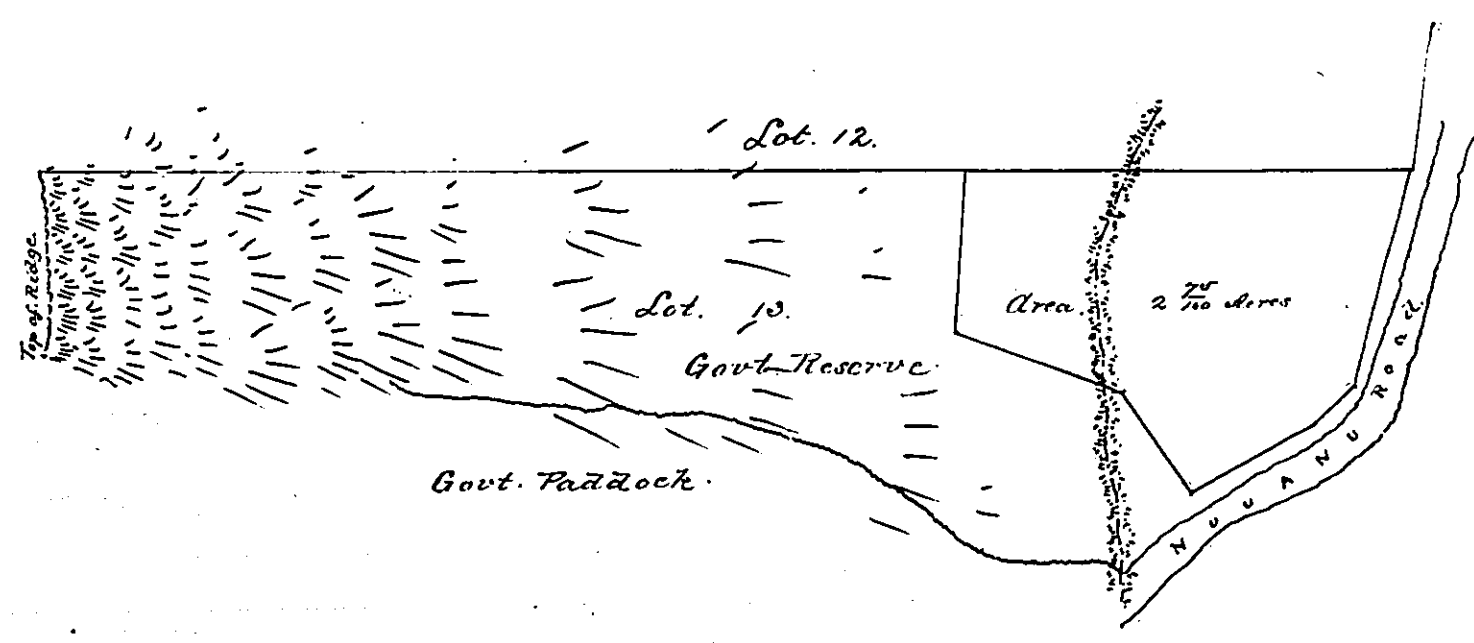 Lot. 12.
Top of Ridge.
Area. 2 75/100 Acres
Lot. 13.
Govt. Reserve.
Govt. Paddock.
NUUANU Road